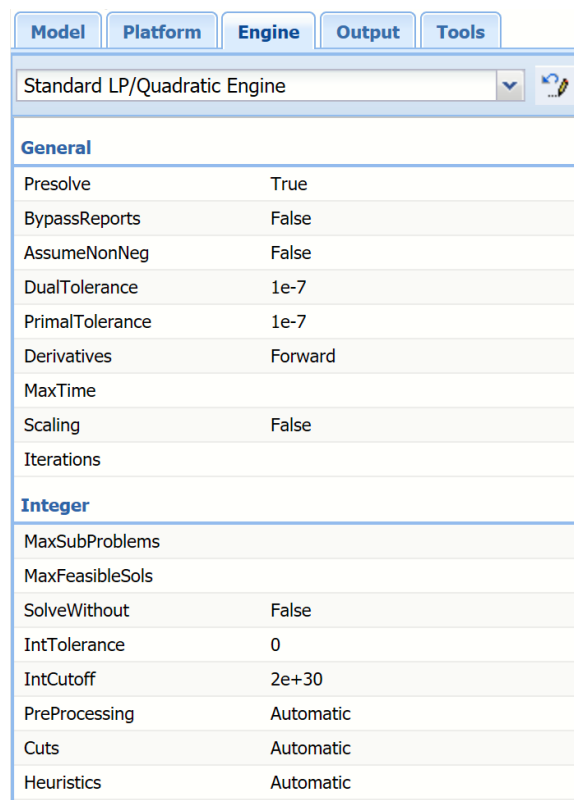 Model Platform Engine Output Tools
Standard LP/Quadratic Engine
General
Presolve True
BypassReports False
AssumeNonNeg False
DualTolerance 1e-7
PrimalTolerance 1e-7
Derivatives Forward
MaxTime
Scaling False
Iterations
Integer
MaxSubProblems
MaxFeasibleSols
SolveWithout False
IntTolerance 0
IntCutoff 2e+30
PreProcessing Automatic
Cuts Automatic
Heuristics Automatic